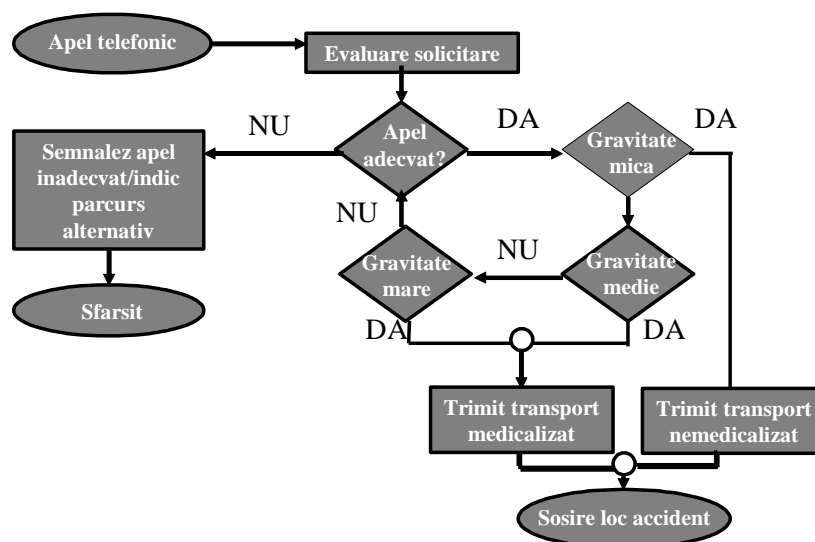 Apel telefonic
Evaluare solicitare
NU
Apel
adecvat?
DA
Gravitate
mica
DA
Semnalez apel
inadecvat/indic
parcurs
alternativ
NU
Gravitate
mare
NU
Gravitate
medie
Sfarsit
DA
DA
Trimit transport
medicalizat
Trimit transport
nemedicalizat
Sosire loc accident